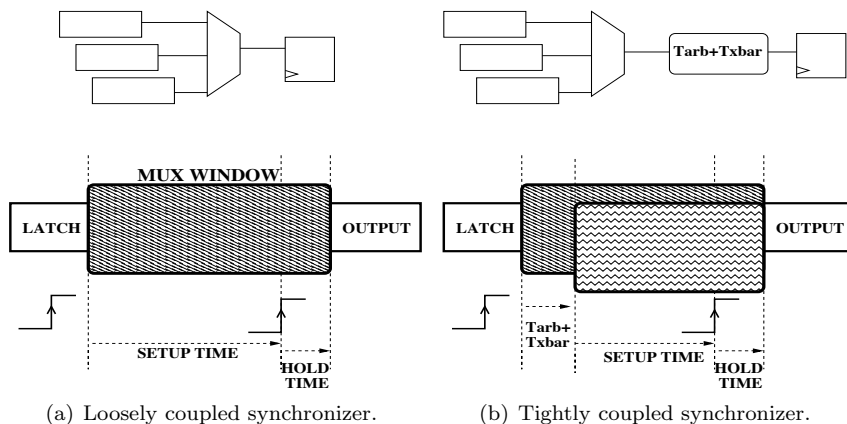 Tarb+Txbar
MUX WINDOW
LATCH
OUTPUT
SETUP TIME
HOLD
TIME
LATCH
OUTPUT
Tarb+
Txbar
SETUP TIME
HOLD
TIME
(a) Loosely coupled synchronizer.
(b) Tightly coupled synchronizer.